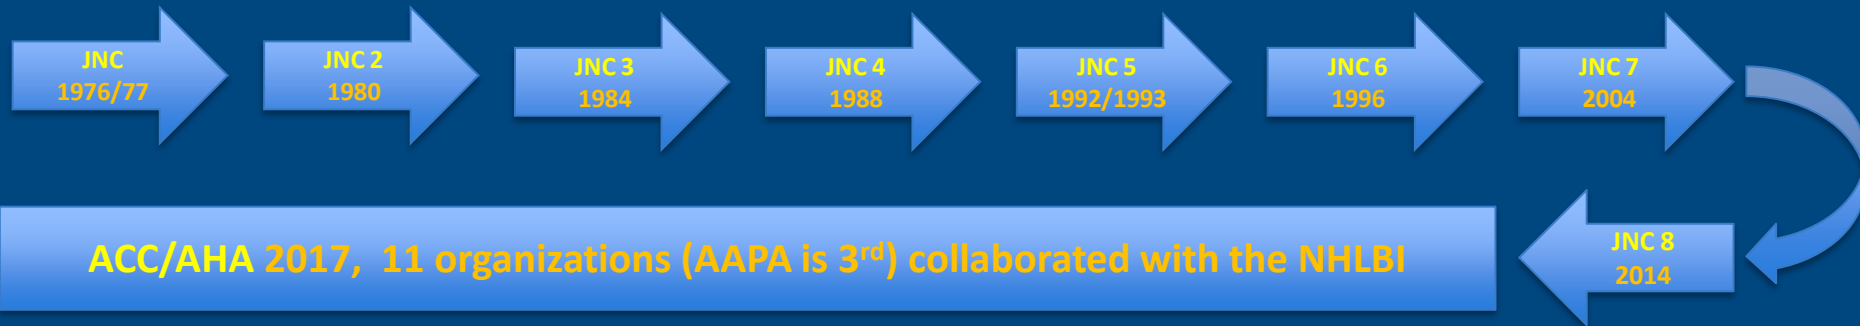 JNC
1976/77
JNC 2
1980
JNC 3
1984
JNC 4
1988
JNC 5
1992/1993
JNC 6
1996
JNC 7
2004
JNC 8
2014
ACC/AHA 2017, 11 organizations (AAPA is 3rd) collaborated with the NHLBI